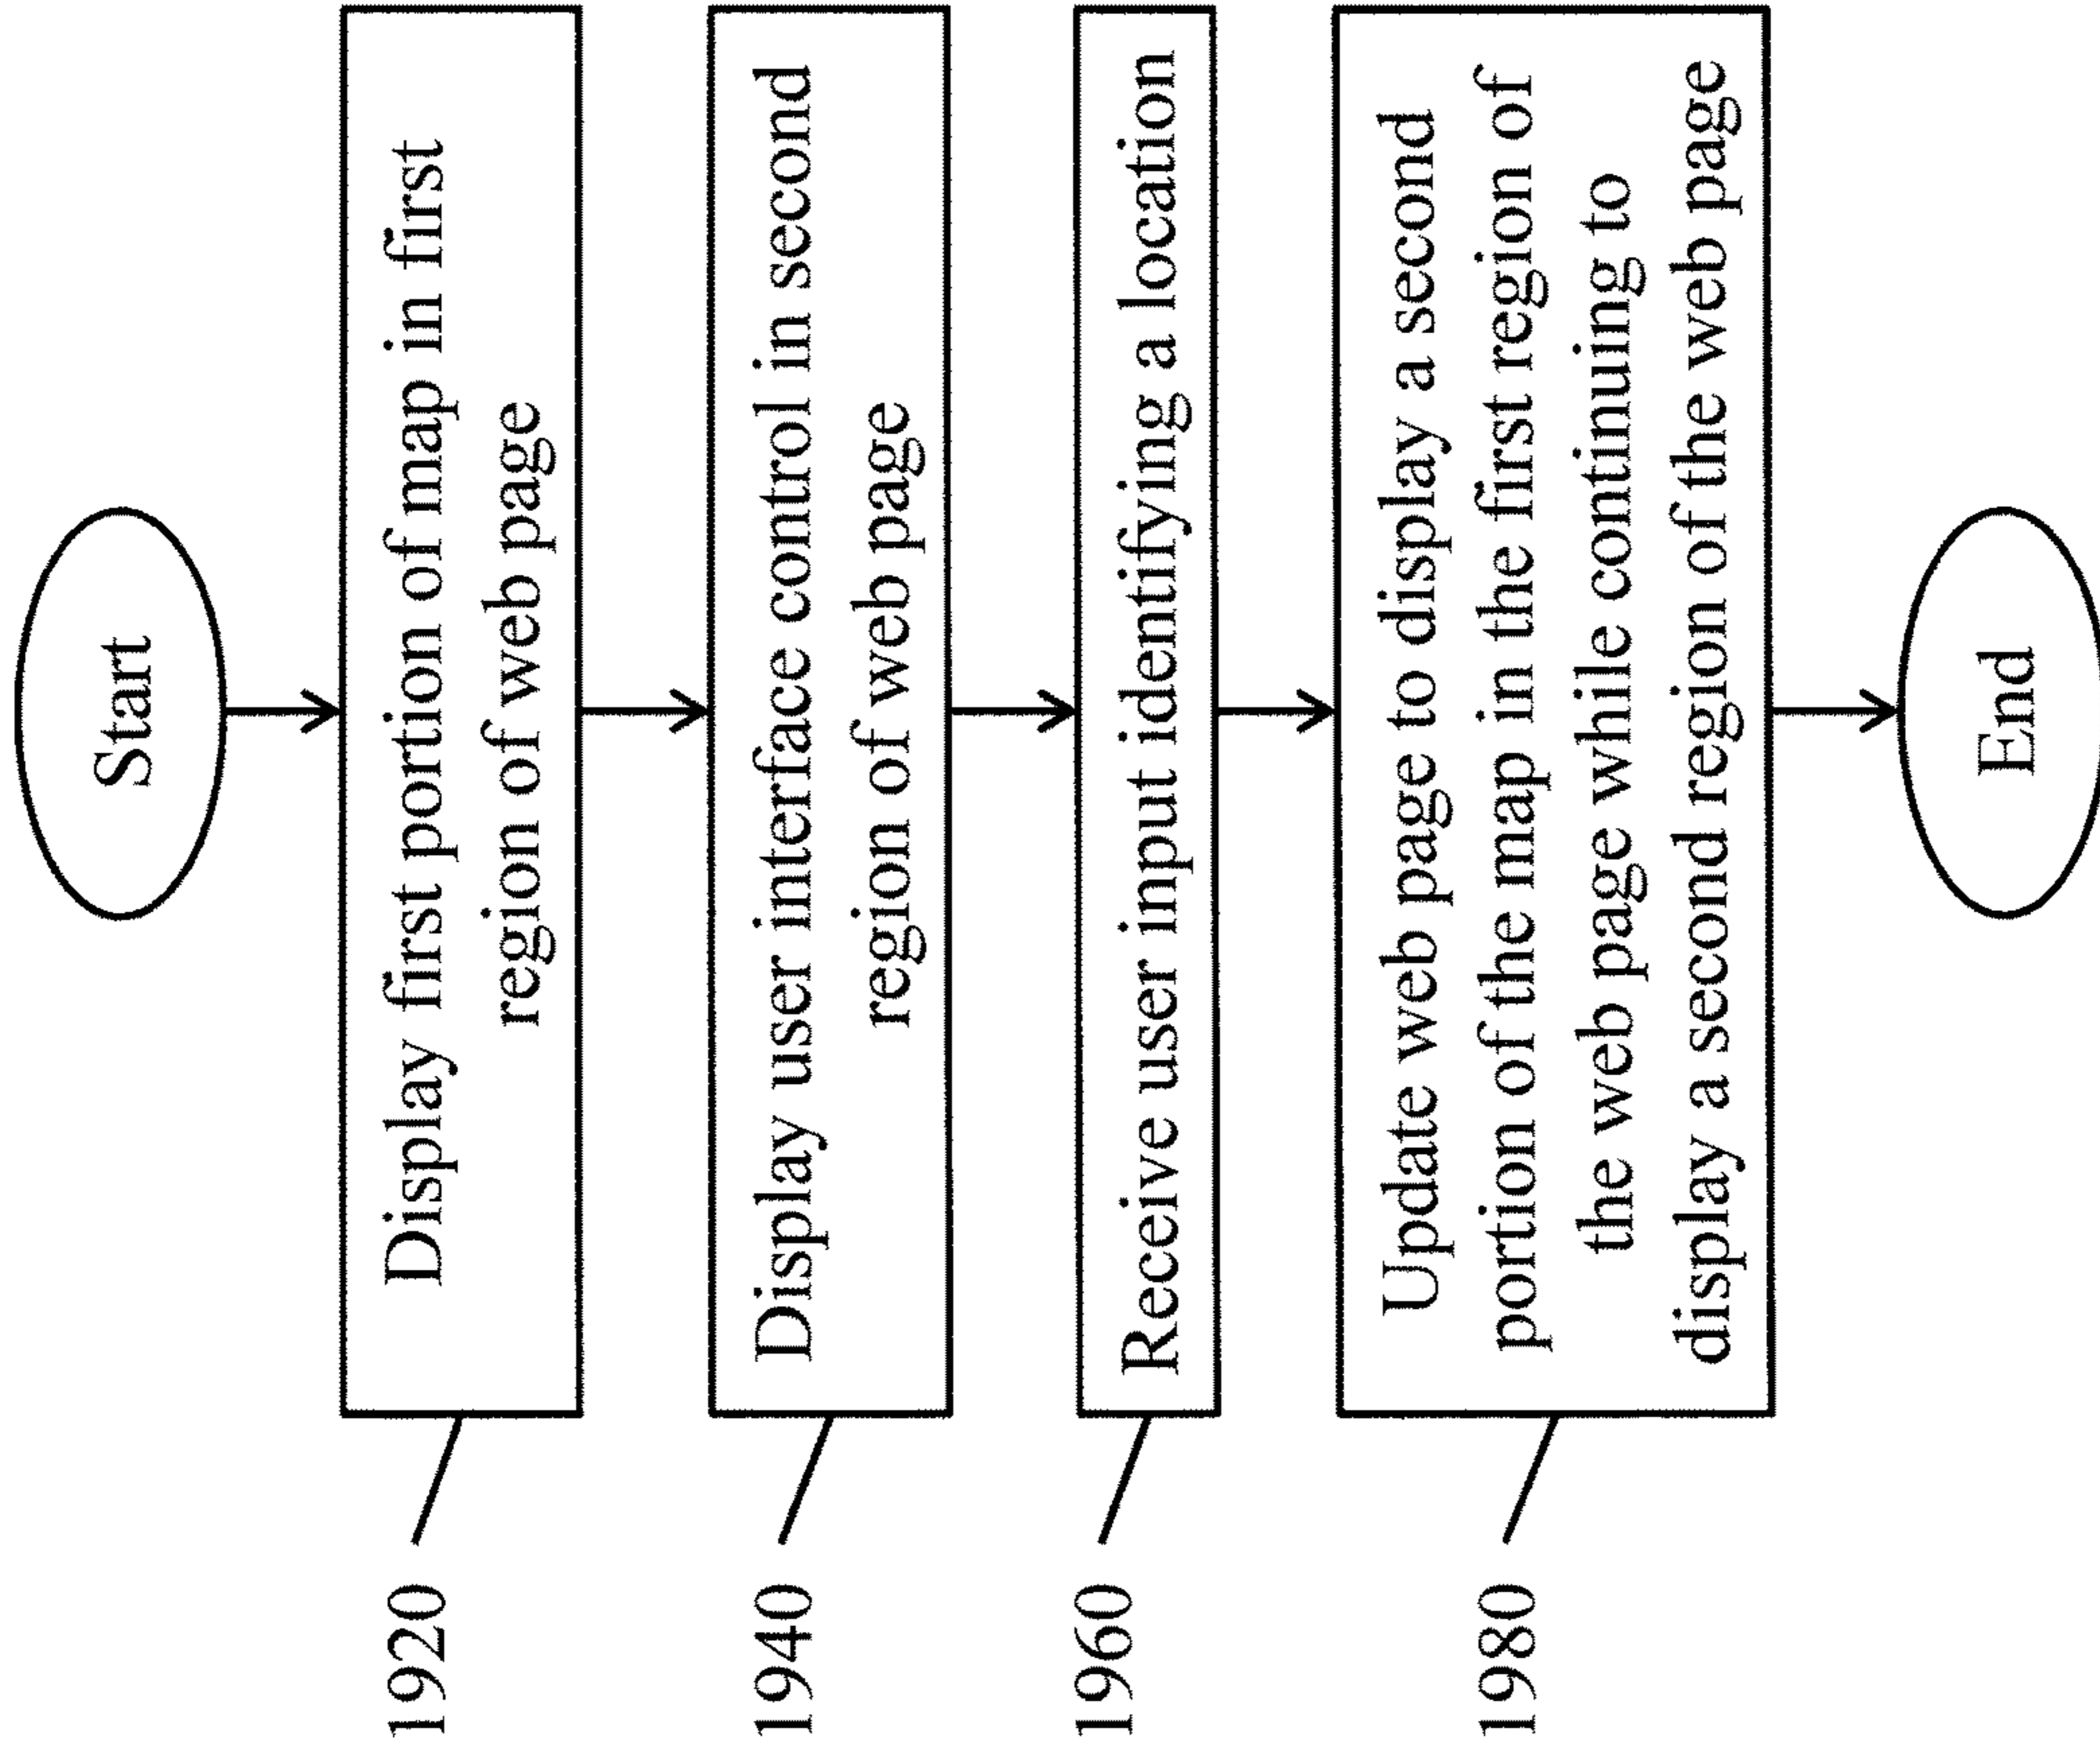 Start
1920
Display first portion of map in first
region of web page
1940
Display user interface control in second
region of web page
1960
Receive user input identifying a location
1980
Update web page to display a second
portion of the map in the first region of
the web page while continuing to
display a second region of the web page
End